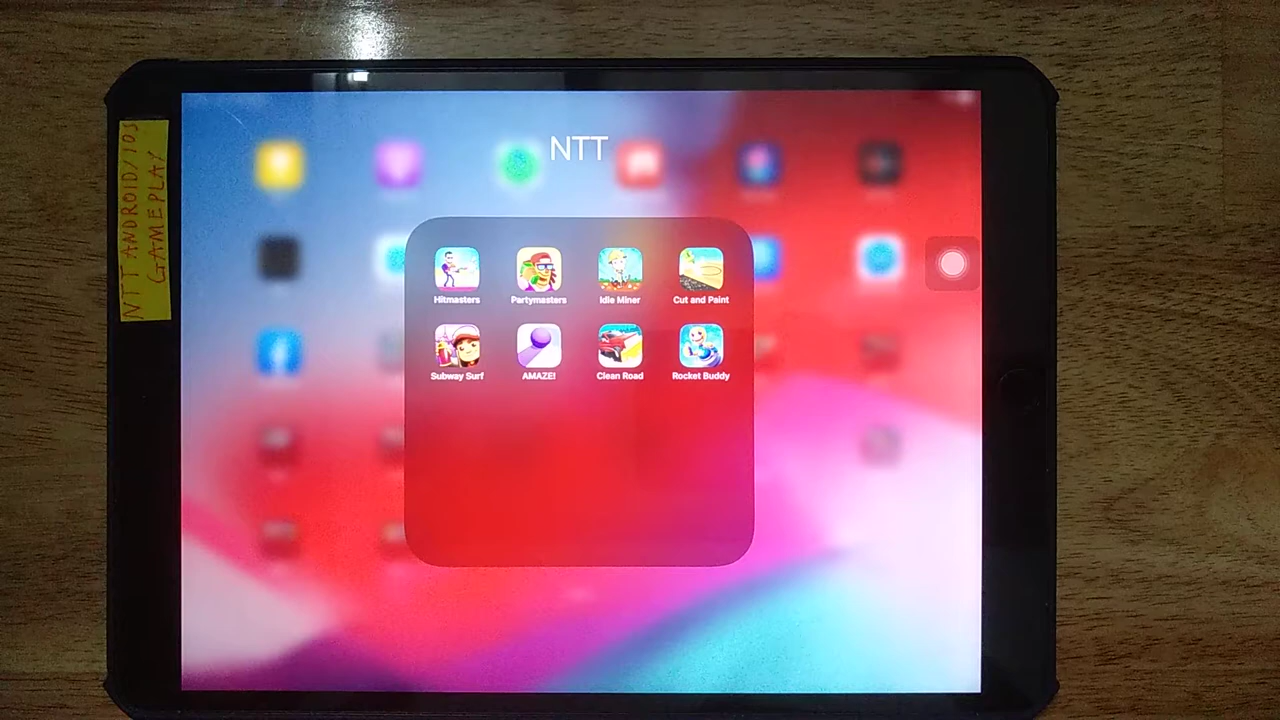 NTT ANDROID/IOS
GAMEPLAY
NTT
Hitmasters
Partymasters
Idle Miner
Cut and Paint
Subway Surf
AMAZE!
Clean Road
Rocket Buddy